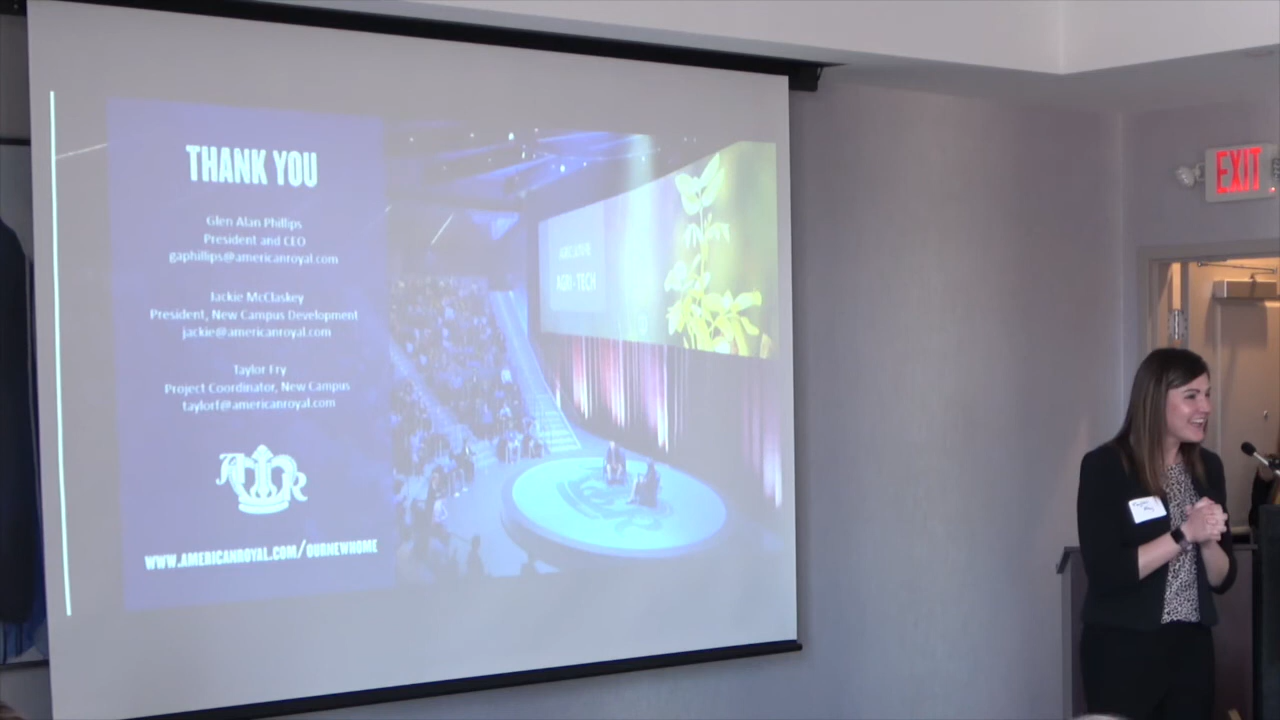 THANK YOU
Glen Alan Phillips
President and CEO
gaphillips@americanroyal.com
Jackie McClaskey
President, New Campus Development
jackie@americanroyal.com
Taylor Fry
Project Coordinator, New Campus
taylorf@americanroyal.com
WWW.AMERICANROYAL.COM/OURNEWHOME
AGRI-TECH
EXIT